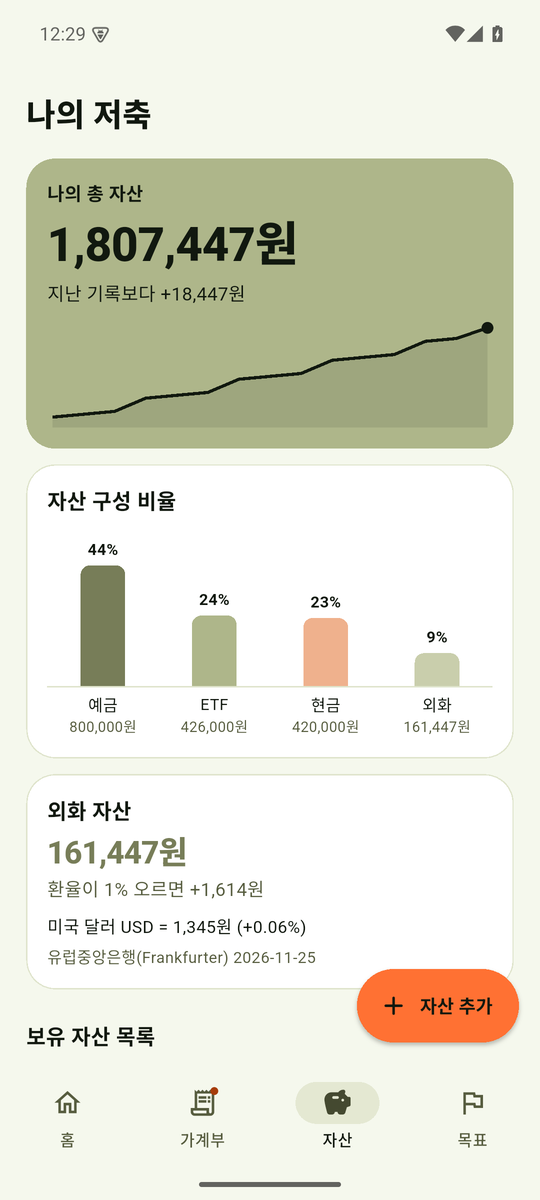 12:29
나의 저축
나의 총 자산
1,807,447원
지난 기록보다 +18,447원
자산 구성 비율
44%
24%
23%
9%
예금
ETF
현금
외화
800,000원
426,000원
420,000원
161,447원
외화 자산
161,447원
환율이 1% 오르면 +1,614원
미국 달러 USD = 1,345원 (+0.06%)
유럽중앙은행(Frankfurter) 2026-11-25
자산 추가
보유 자산 목록
홈
가계부
자산
목표